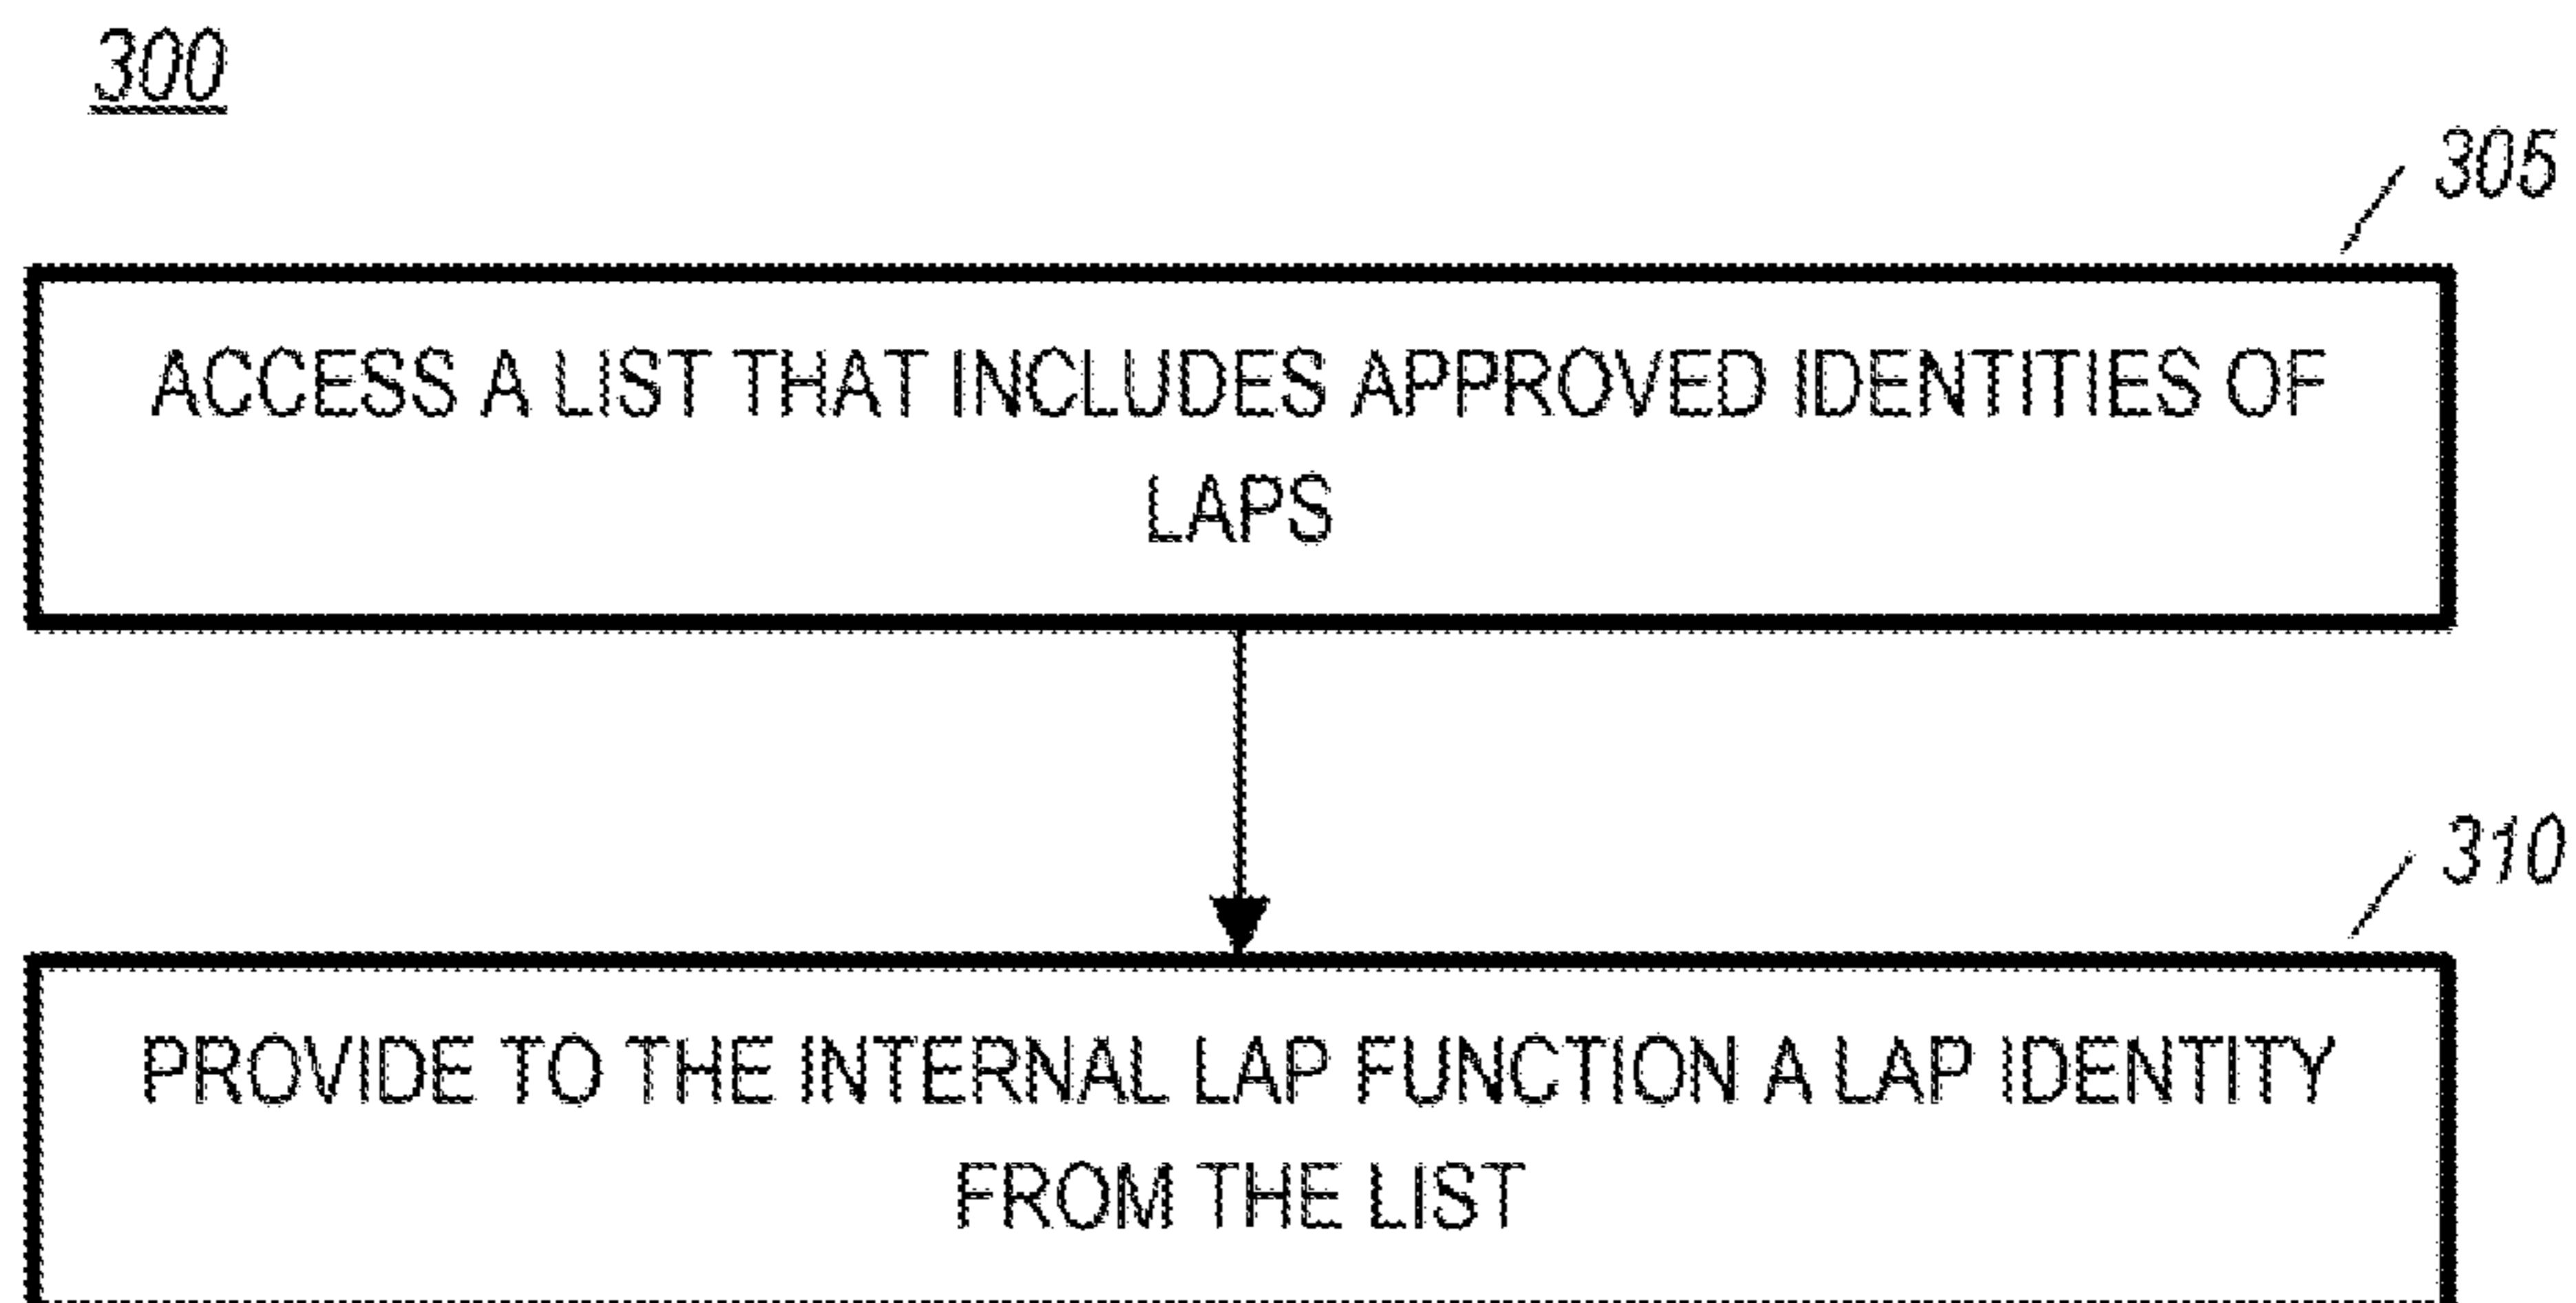 300
305
ACCESS A LIST THAT INCLUDES APPROVED IDENTITIES OF
LAPS
310
PROVIDE TO THE INTERNAL LAP FUNCTION A LAP IDENTITY
FROM THE LIST